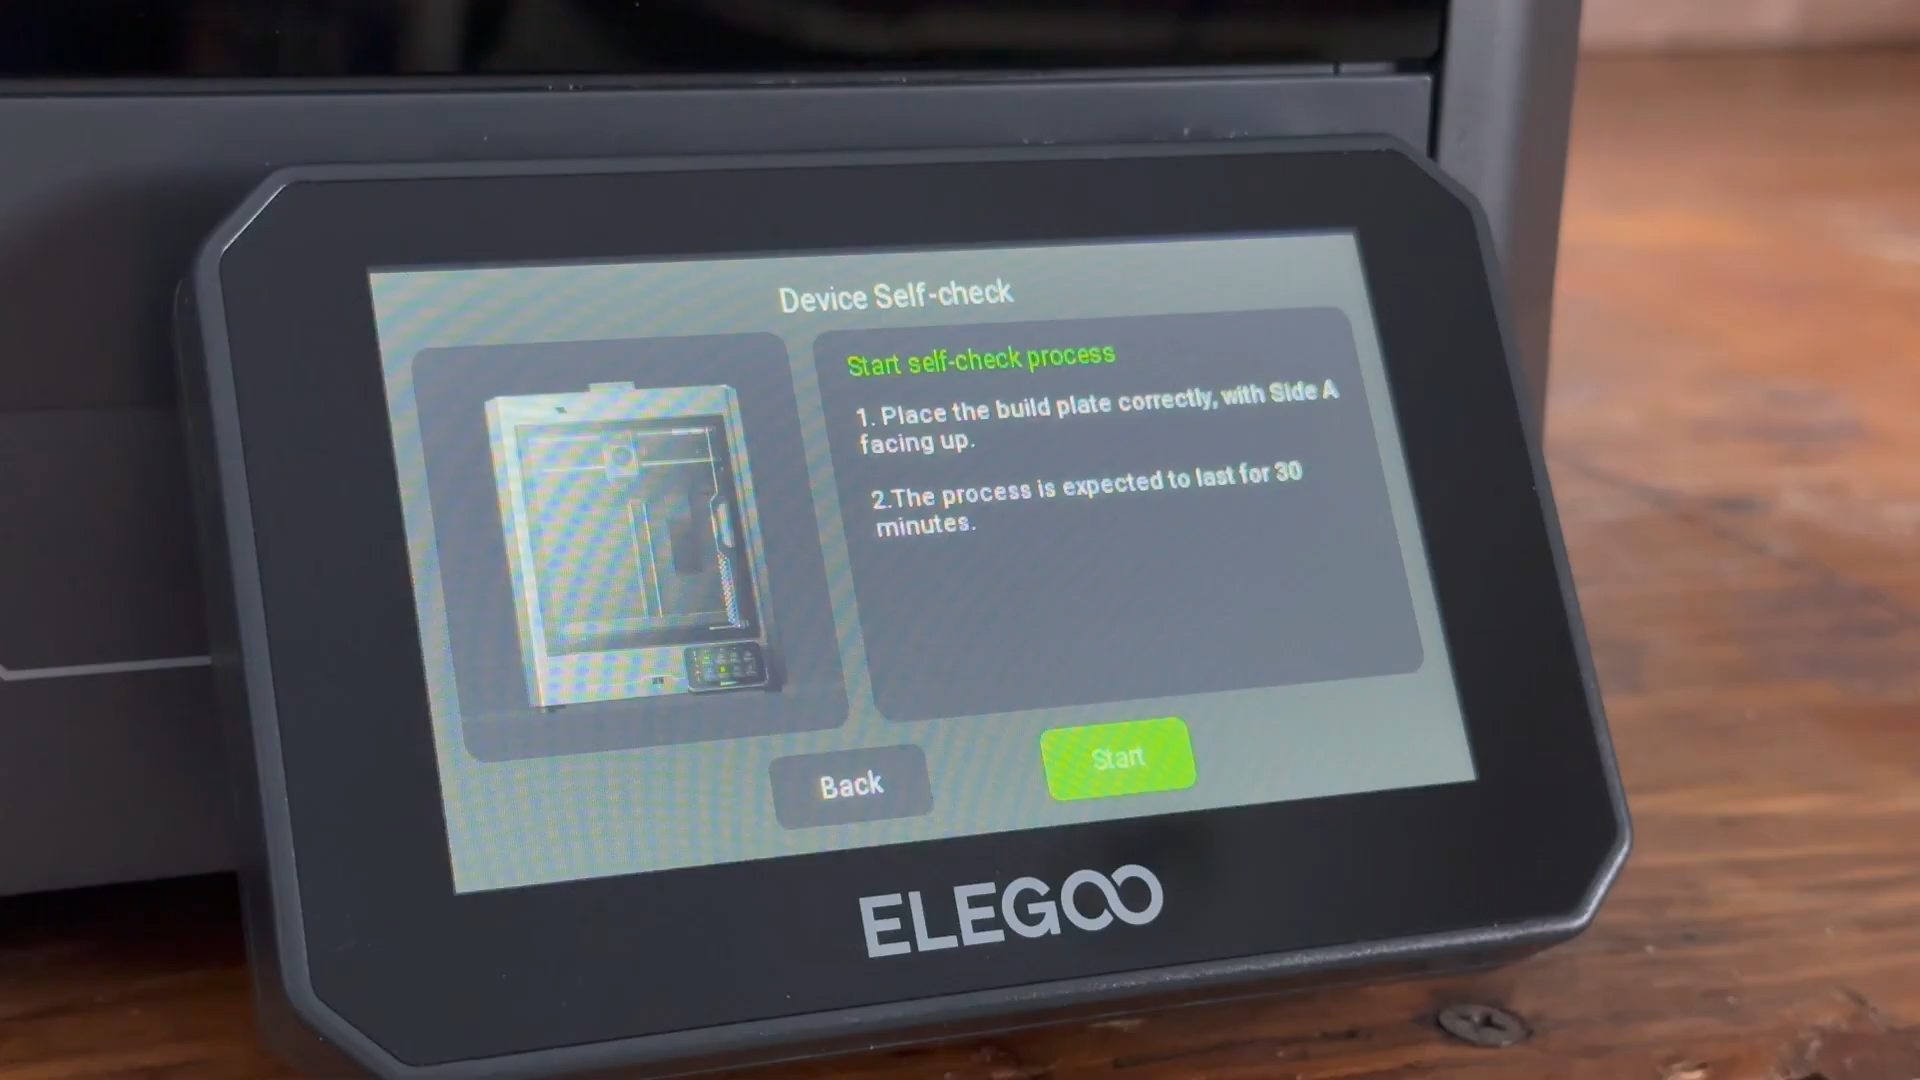 Device Self-check
Start self-check process
1. Place the build plate correctly, with Side A
facing up.
2.The process is expected to last for 30
minutes.
Back
Start
ELEGOO